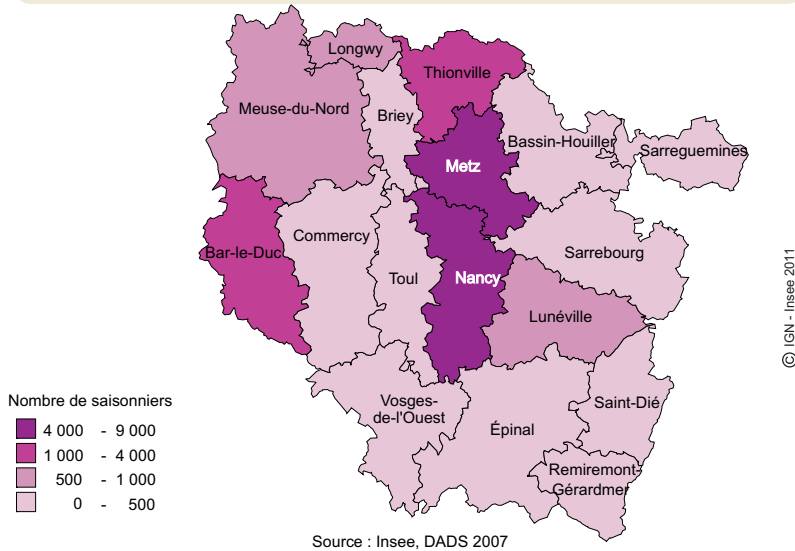 Longwy
Thionville
Meuse-du-Nord
Briey
Bassin-Houiller
Sarreguemines
Metz
Commercy
Bar-le-Duc
Sarrebourg
Toul
Nancy
Lunéville
Vosges-
de-l'Ouest
Saint-Dié
Épinal
Remiremont-
Gérardmer
Nombre de saisonniers
4 000 - 9 000
1 000 - 4 000
500 - 1 000
0 - 500
Source : Insee, DADS 2007
© IGN - Insee 2011